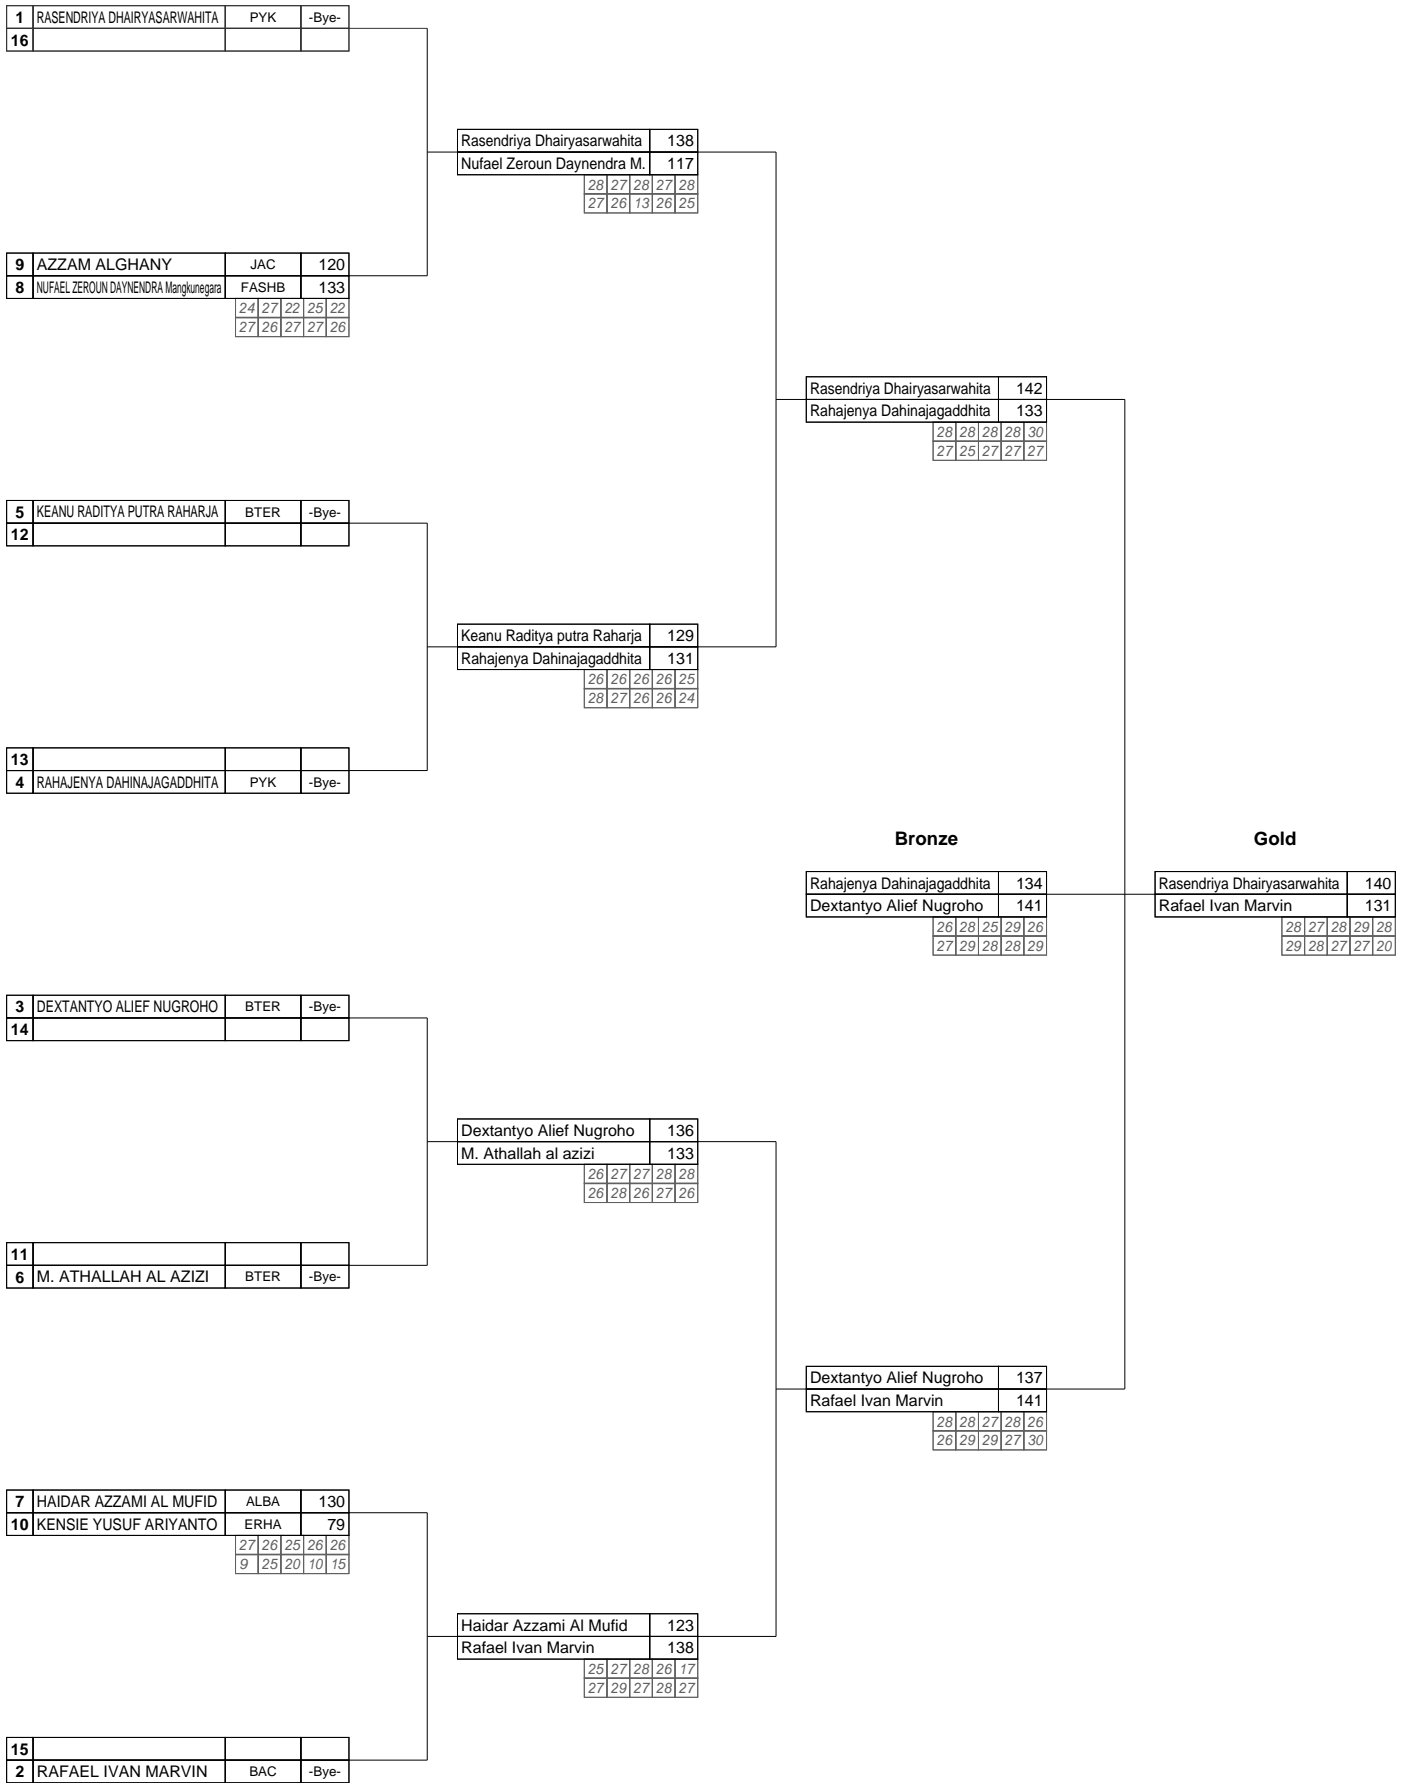 1 RASENDRIYA DHAIRYASARWAHITA PYK -Bye-
16
Rasendriya Dhairyasarwahita 138
Nufael Zeroun Daynendra M. 117
28 27 28 27 28
27 26 13 26 25
9 AZZAM ALGHANY JAC 120
8 NUFAEL ZEROUN DAYNENDRA Mangkunegara FASHB 133
24 27 22 25 22
27 26 27 27 26
Rasendriya Dhairyasarwahita 142
Rahajenya Dahinajagaddhita 133
28 28 28 28 30
27 25 27 27 27
5 KEANU RADITYA PUTRA RAHARJA BTER -Bye-
12
Keanu Raditya putra Raharja 129
Rahajenya Dahinajagaddhita 131
26 26 26 26 25
28 27 26 26 24
13
4 RAHAJENYA DAHINAJAGADDHITA PYK -Bye-
Bronze Gold
Rahajenya Dahinajagaddhita 134 Rasendriya Dhairyasarwahita 140
Dextantyo Alief Nugroho 141 Rafael Ivan Marvin 131
26 28 25 29 26 28 27 28 29 28
27 29 28 28 29 29 28 27 27 20
3 DEXTANTYO ALIEF NUGROHO BTER -Bye-
14
Dextantyo Alief Nugroho 136
M. Athallah al azizi 133
26 27 27 28 28
26 28 26 27 26
11
6 M. ATHALLAH AL AZIZI BTER -Bye-
Dextantyo Alief Nugroho 137
Rafael Ivan Marvin 141
28 28 27 28 26
26 29 29 27 30
7 HAIDAR AZZAMI AL MUFID ALBA 130
10 KENSIE YUSUF ARIYANTO ERHA 79
27 26 25 26 26
9 25 20 10 15
Haidar Azzami Al Mufid 123
Rafael Ivan Marvin 138
25 27 28 26 17
27 29 27 28 27
15
2 RAFAEL IVAN MARVIN BAC -Bye-